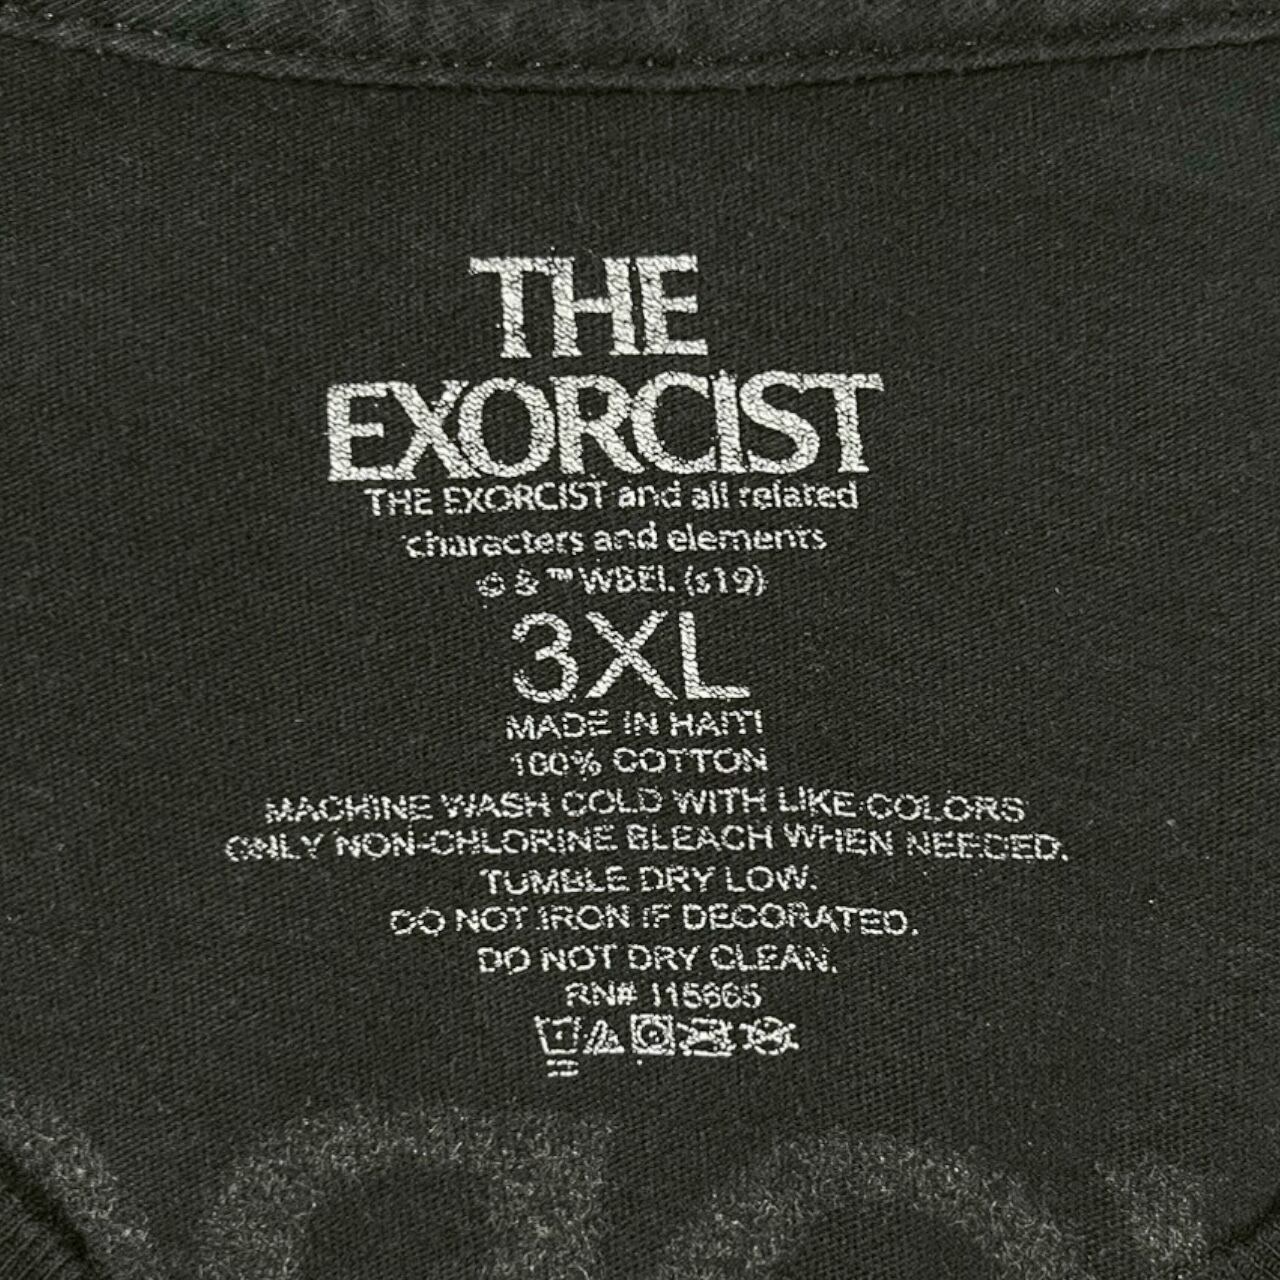 THE
EXORCIST
THE EXORCIST and all related
characters and elements
© & ™ WBEI. (s19)
3XL
MADE IN HAITI
100% COTTON
MACHINE WASH COLD WITH LIKE COLORS
ONLY NON-CHLORINE BLEACH WHEN NEEDED.
TUMBLE DRY LOW.
DO NOT IRON IF DECORATED.
DO NOT DRY CLEAN.
RN# 115665